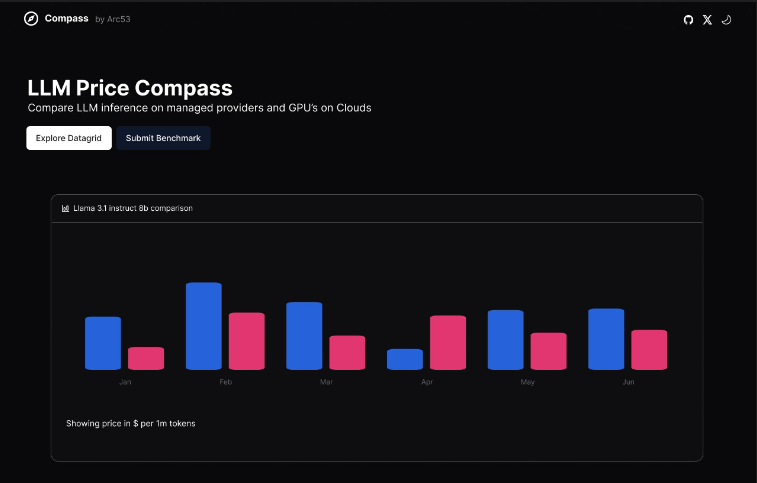 Compass by Arc53
LLM Price Compass
Compare LLM inference on managed providers and GPU's on Clouds
Explore Datagrid
Submit Benchmark
Llama 3.1 instruct 8b comparison
Jan
Feb
Mar
Apr
May
Jun
Showing price in $ per 1m tokens